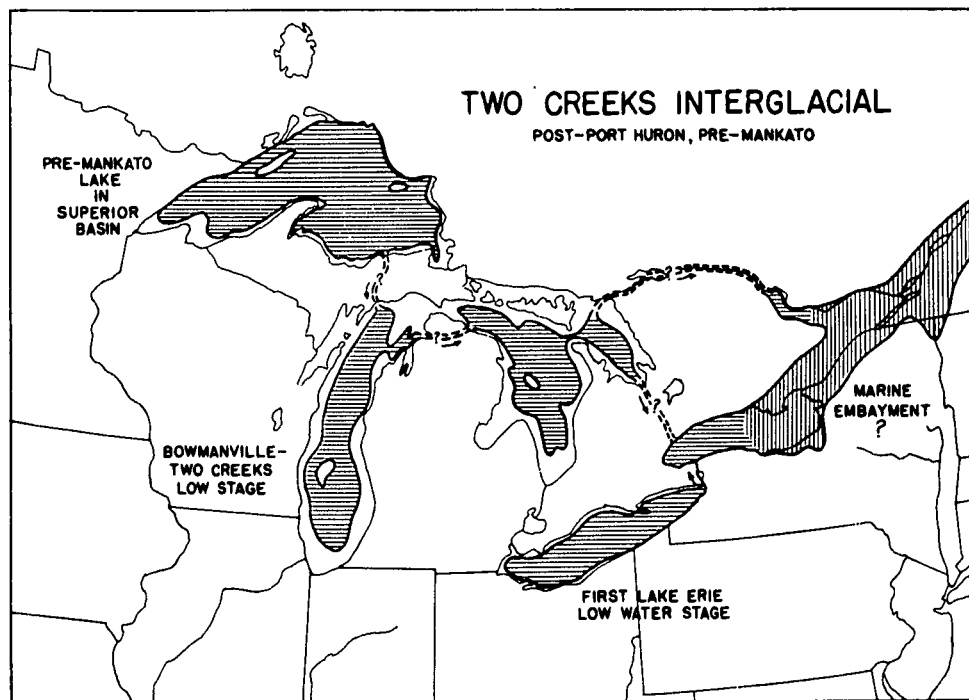 TWO CREEKS INTERGLACIAL
POST-PORT HURON, PRE-MANKATO
PRE-MANKATO
LAKE
IN
SUPERIOR
BASIN
?
?
?
?
MARINE
EMBAYMENT
?
BOWMANVILLE-
TWO CREEKS
LOW STAGE
FIRST LAKE ERIE
LOW WATER STAGE